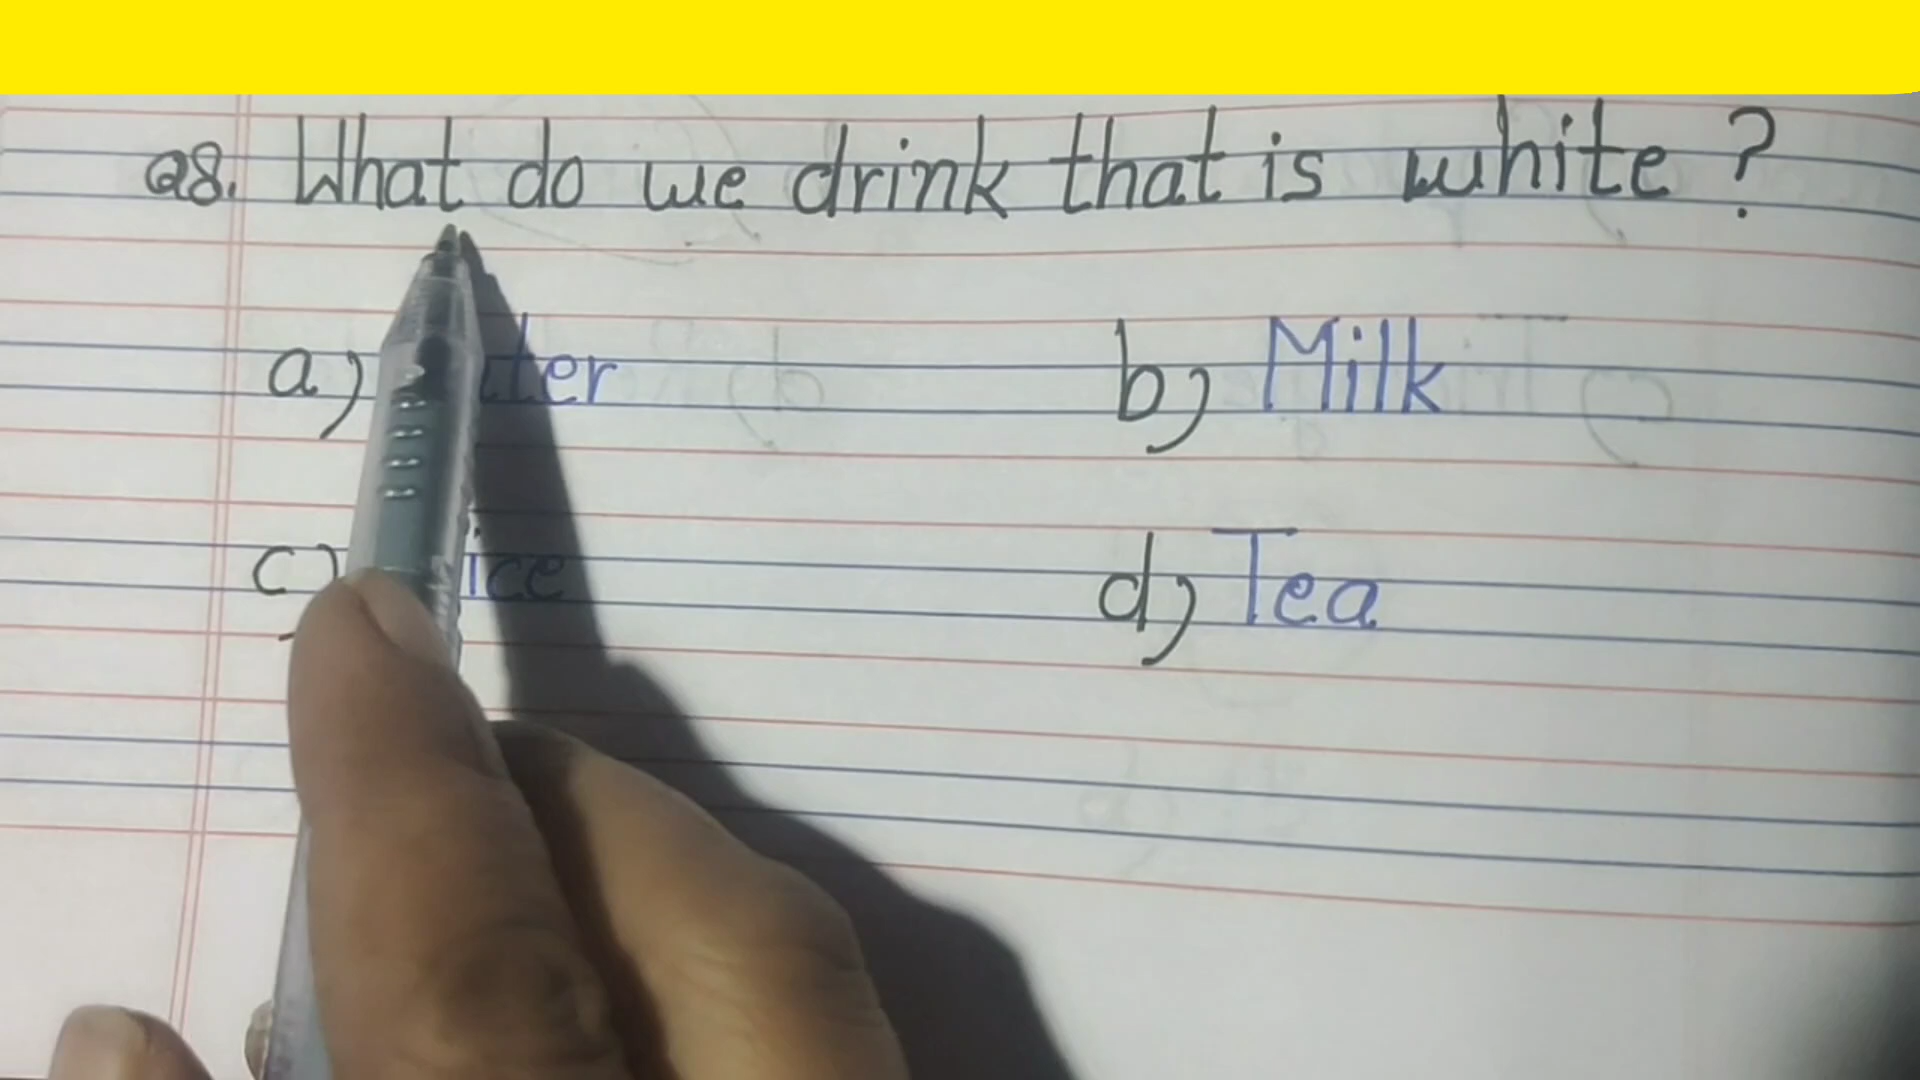 Q8. What do we drink that is white ?
a) b) Milk
c) d) Tea